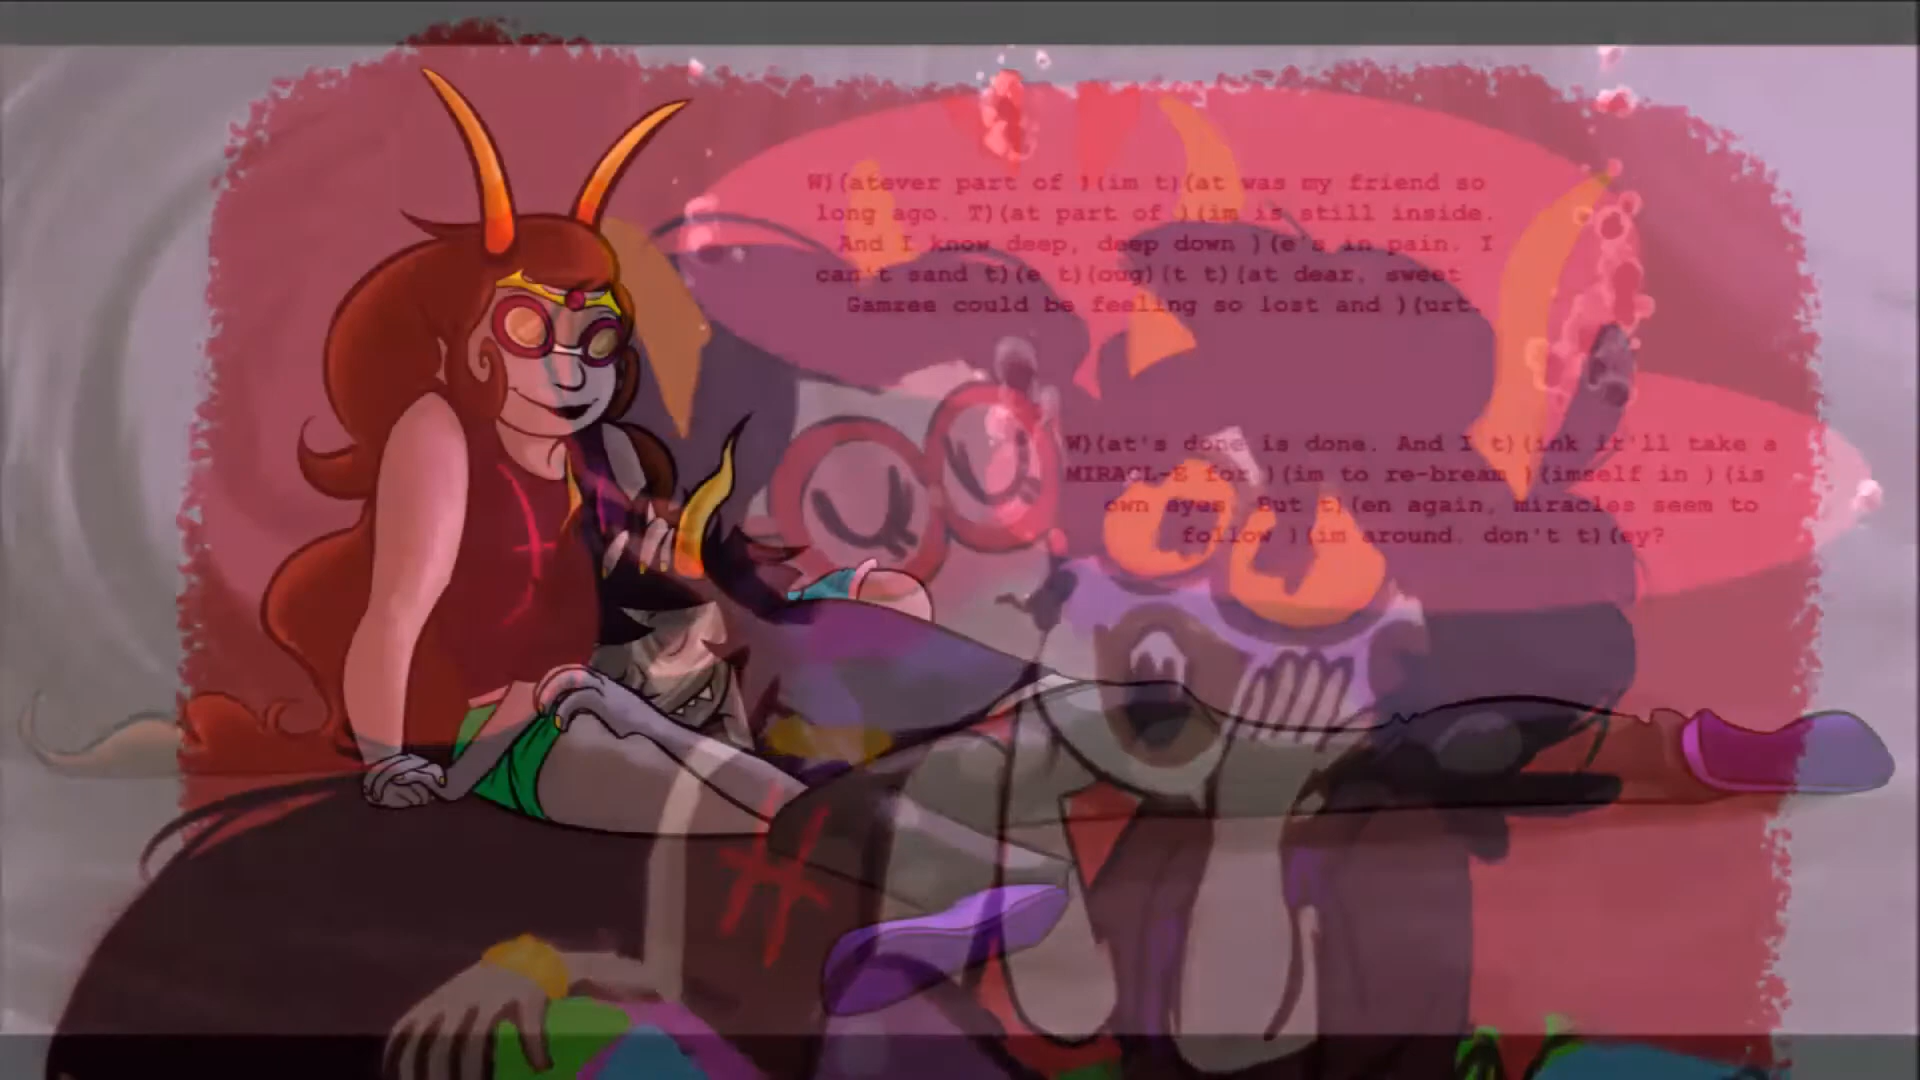 W)(atever part of )(im t)(at was my friend so
long ago. T)(at part of )(im is still inside.
And I know deep, deep down )(e's in pain. I
can't sand t)(e t)(oug)(t t)(at dear, sweet
Gamzee could be feeling so lost and )(urt.
W)(at's done is done. And I t)(ink it'll take a
MIRACL-E for )(im to re-bream )(imself in )(is
own eyes. But t)(en again, miracles seem to
follow )(im around, don't t)(ey?